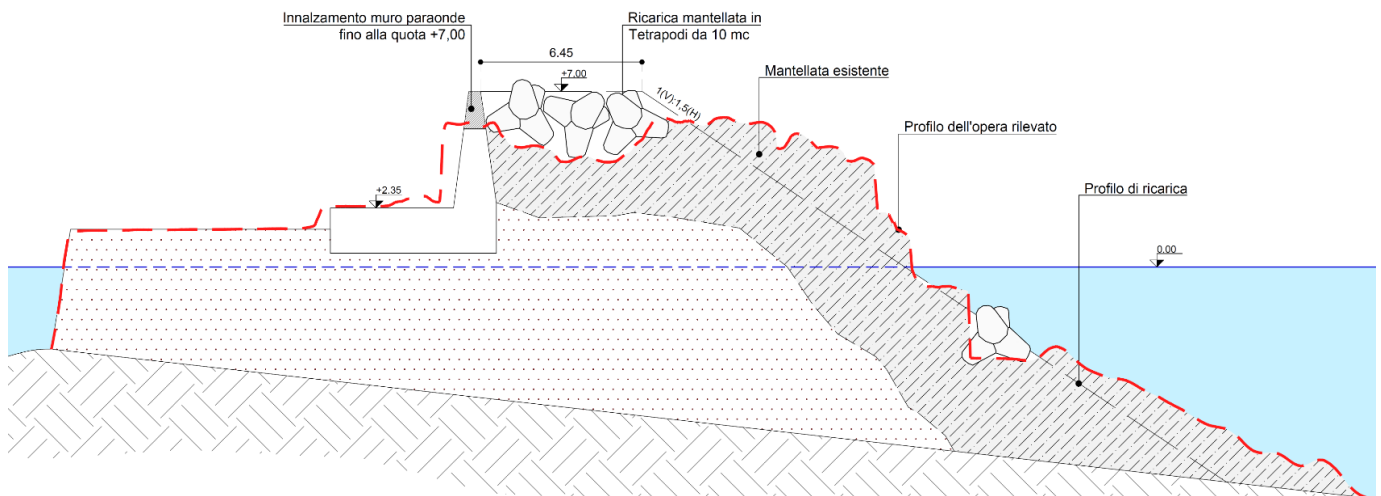 Innalzamento muro paraonde
fino alla quota +7,00
Ricarica mantellata in
Tetrapodi da 10 mc
6.45
+7.00
1(V):1,5(H)
Mantellata esistente
Profilo dell'opera rilevato
Profilo di ricarica
+2.35
0.00